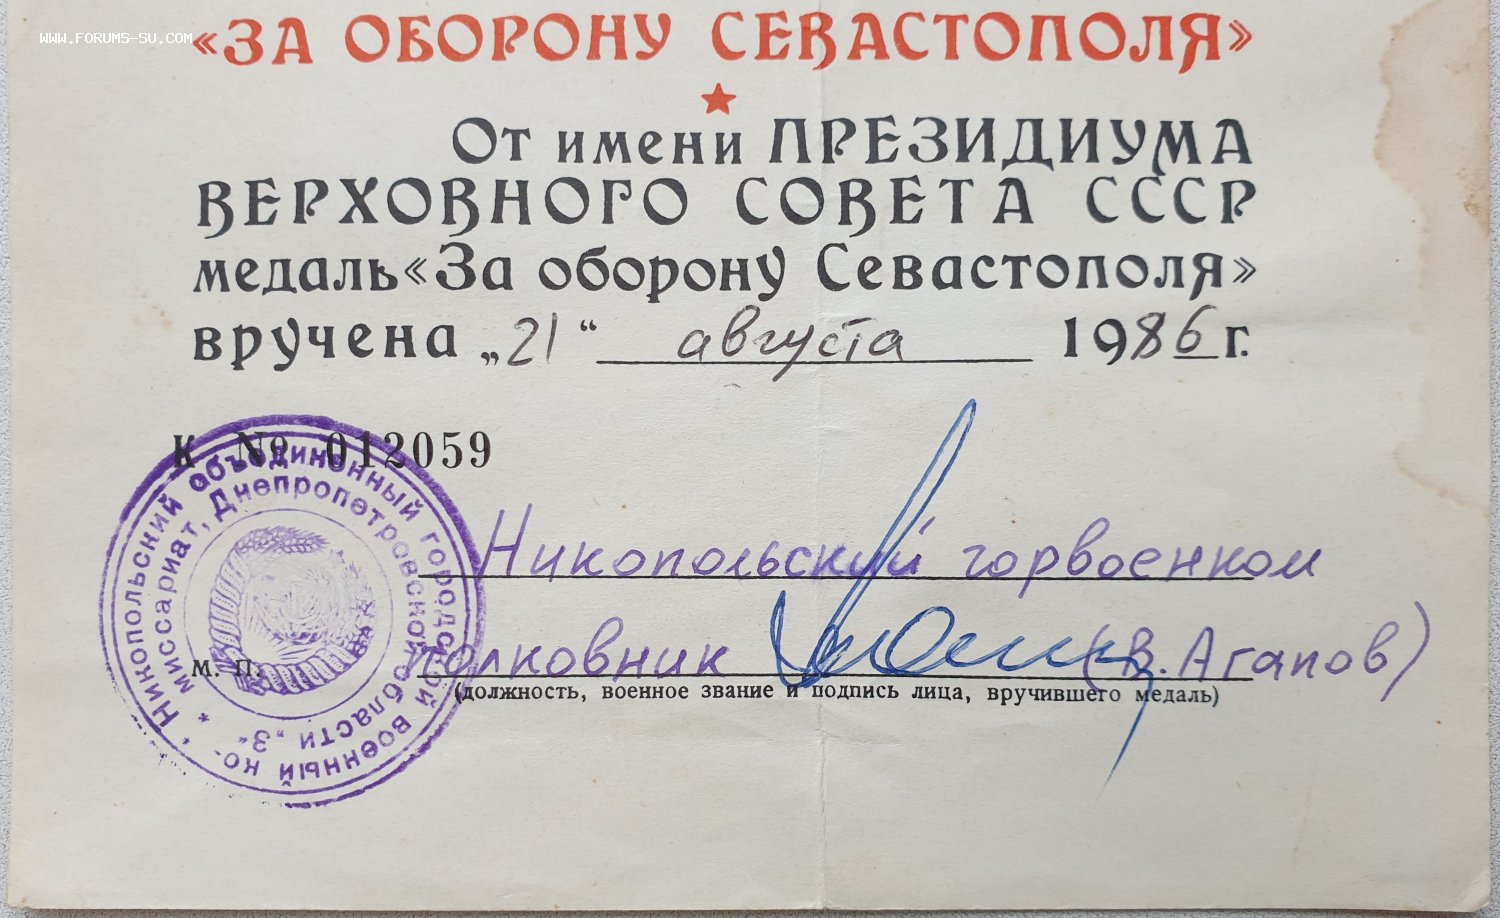 www.forums-su.com
«ЗА ОБОРОНУ СЕВАСТОПОЛЯ»
От имени ПРЕЗИДИУМА
ВЕРХОВНОГО СОВЕТА СССР
медаль «За оборону Севастополя»
вручена „21“ августа 1986 г.
К № 012059
Никопольский горвоенком
М. П. полковник (В. Агапов)
(должность, военное звание и подпись лица, вручившего медаль)
* Никопольский объединенный городской военный ко-
* миссариат, Днепропетровской области „3“